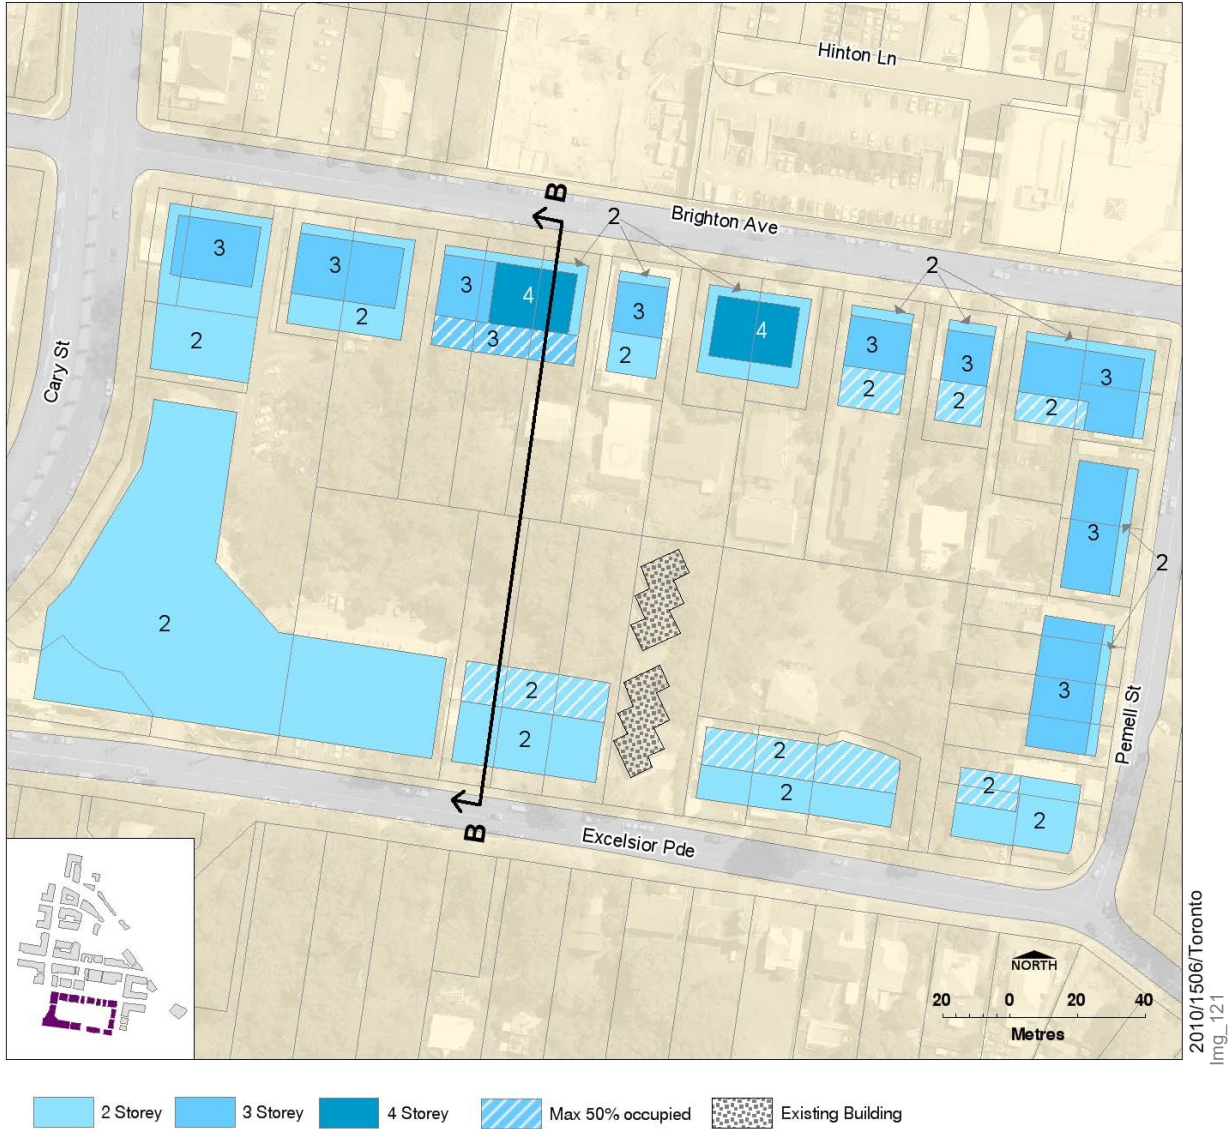 Hinton Ln
B
2
Brighton Ave
3
3
2
3
4
3
2
4
3
3
3
2
2
3
2
2
2
2
Cary St
3
2
2
2
3
2
2
2
2
2
2
Pemell St
B
Excelsior Pde
NORTH
20 0 20 40
Metres
2010/1506/Toronto
Img_121
2 Storey
3 Storey
4 Storey
Max 50% occupied
Existing Building